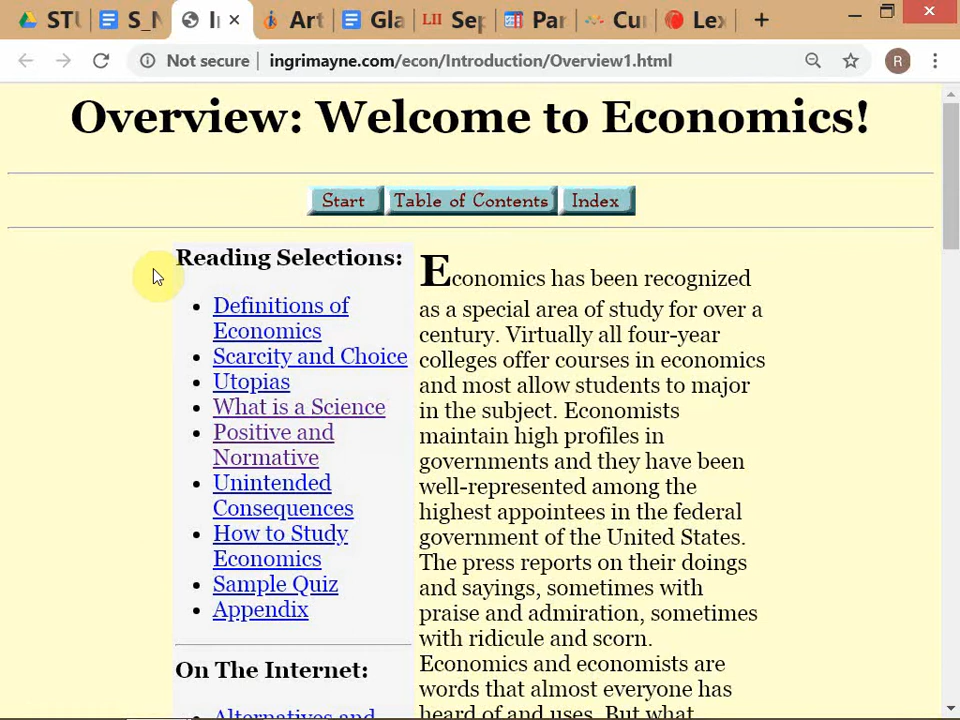 STU S_N In Art Gla LII Sep Par Cur Lex
Not secure ingrimayne.com/econ/Introduction/Overview1.html R
Overview: Welcome to Economics!
Start Table of Contents Index
Reading Selections:
Definitions of
Economics
Scarcity and Choice
Utopias
What is a Science
Positive and
Normative
Unintended
Consequences
How to Study
Economics
Sample Quiz
Appendix
On The Internet:
Alternatives and
Economics has been recognized
as a special area of study for over a
century. Virtually all four-year
colleges offer courses in economics
and most allow students to major
in the subject. Economists
maintain high profiles in
governments and they have been
well-represented among the
highest appointees in the federal
government of the United States.
The press reports on their doings
and sayings, sometimes with
praise and admiration, sometimes
with ridicule and scorn.
Economics and economists are
words that almost everyone has
heard of and uses. But what